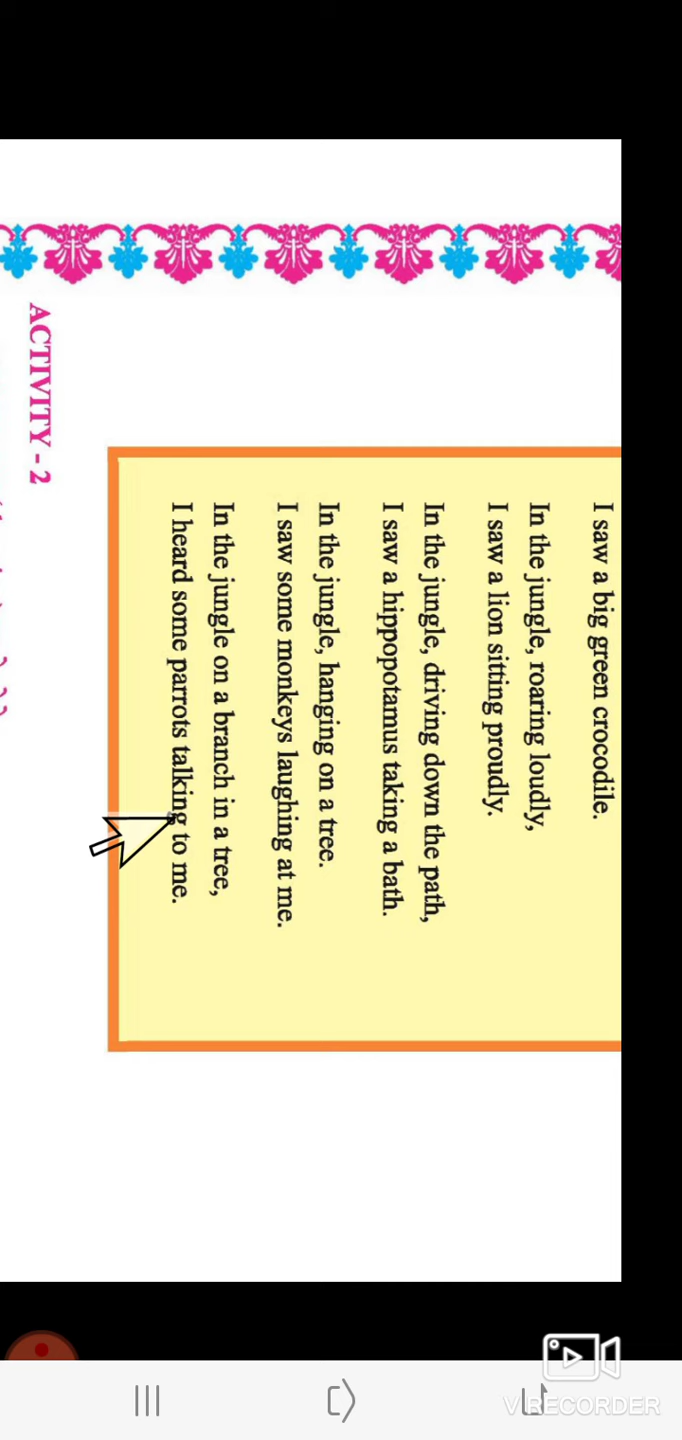 I saw a big green crocodile.
In the jungle, roaring loudly,
I saw a lion sitting proudly.
In the jungle, driving down the path,
I saw a hippopotamus taking a bath.
In the jungle, hanging on a tree.
I saw some monkeys laughing at me.
In the jungle on a branch in a tree,
I heard some parrots talking to me.
ACTIVITY - 2
VIRECORDER